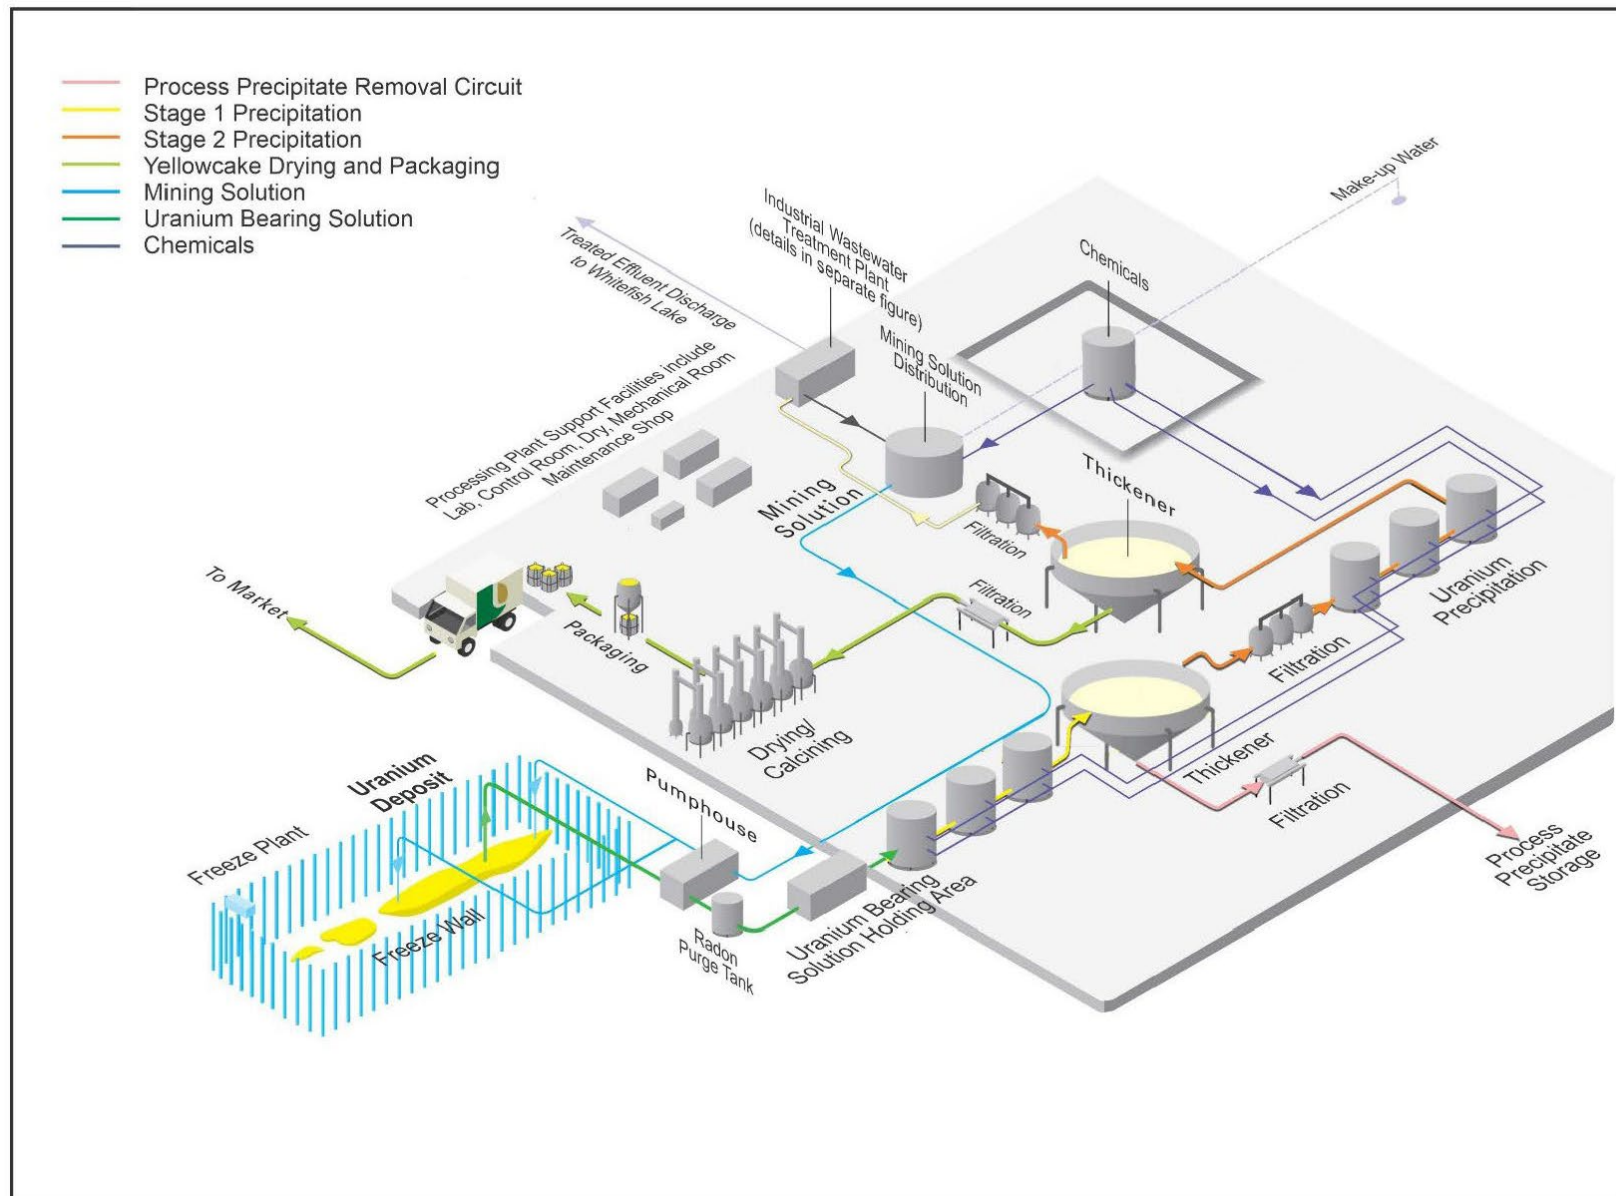 Process Precipitate Removal Circuit
Stage 1 Precipitation
Stage 2 Precipitation
Yellowcake Drying and Packaging
Mining Solution
Uranium Bearing Solution
Chemicals
Make-up Water
Industrial Wastewater
Treatment Plant
(details in separate figure)
Treated Effluent Discharge
to Whitefish Lake
Chemicals
Mining Solution
Distribution
Processing Plant Support Facilities include
Lab, Control Room, Dry, Mechanical Room
Maintenance Shop
Thickener
Mining
Solution
Filtration
Uranium
Precipitation
To Market
Filtration
Packaging
Filtration
Drying/
Calcining
Thickener
Uranium
Deposit
Pumphouse
Filtration
Freeze Plant
Process
Precipitate
Storage
Freeze Wall
Radon
Purge Tank
Uranium Bearing
Solution Holding Area